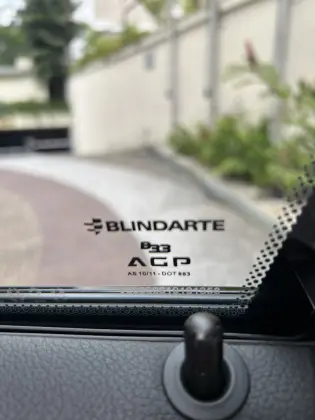 BLINDARTE
B33
AGP
AS 10/11 - DOT 883